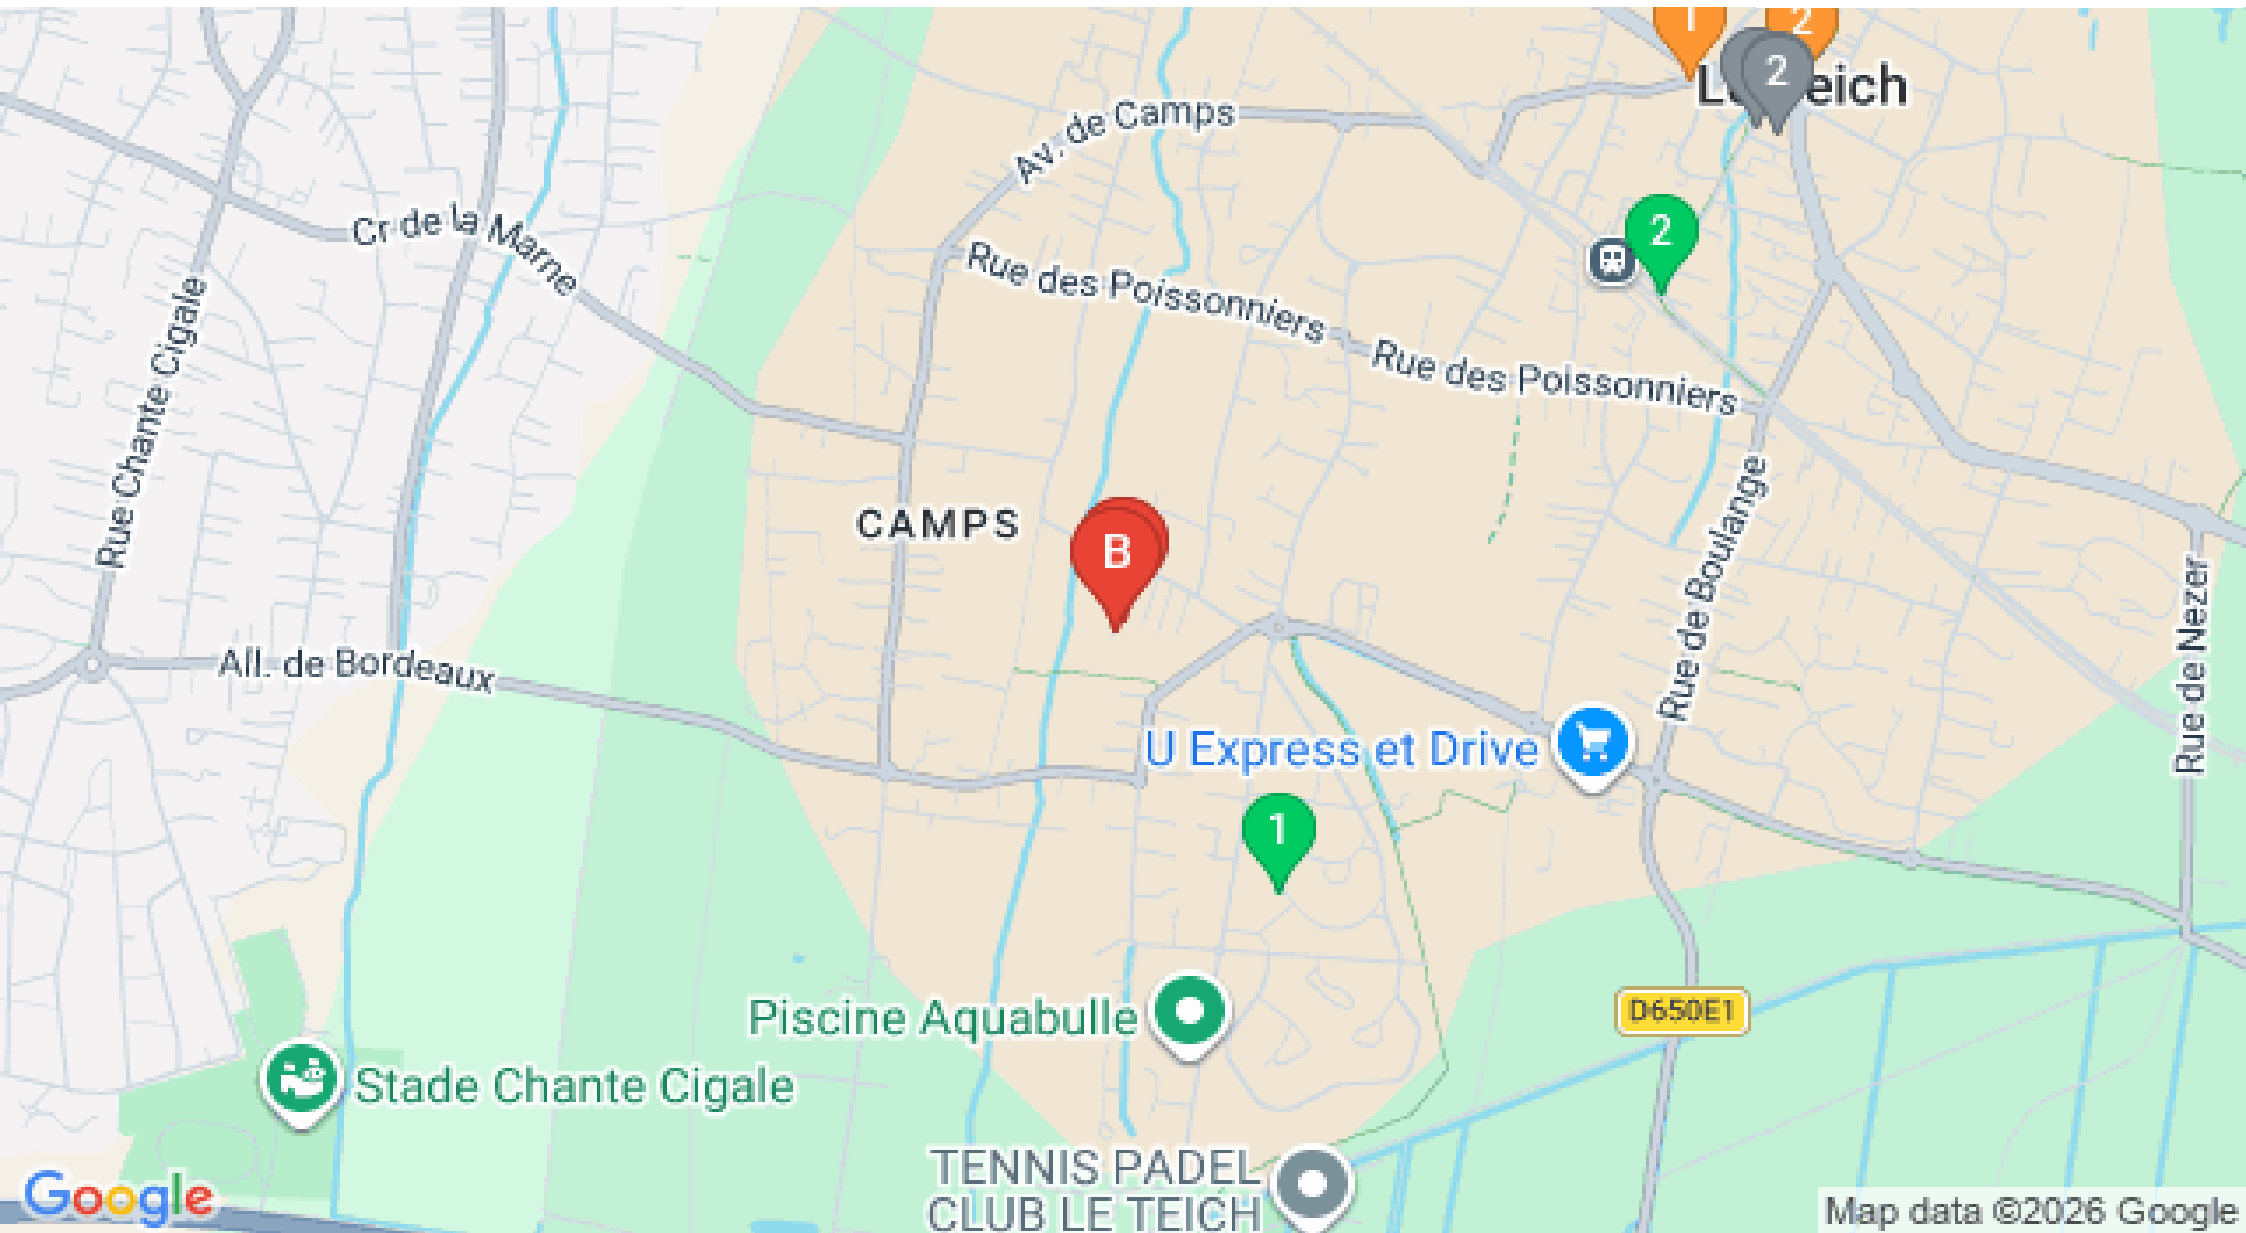 1
2
2
Le Teich
Av. de Camps
2
Cr de la Marne
Rue des Poissonniers
Rue des Poissonniers
Rue Chante Cigale
CAMPS
B
Rue de Boulange
Rue de Nezer
All. de Bordeaux
U Express et Drive
1
Piscine Aquabulle
D650E1
Stade Chante Cigale
TENNIS PADEL
CLUB LE TEICH
Google
Map data ©2026 Google